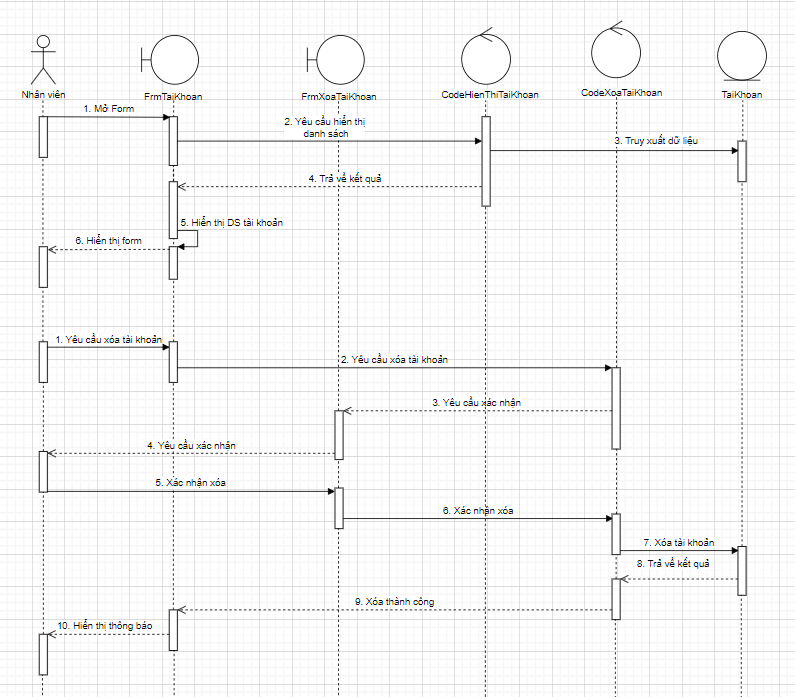 Nhân viên
FrmTaiKhoan
FrmXoaTaiKhoan
CodeHienThiTaiKhoan
CodeXoaTaiKhoan
TaiKhoan
1. Mở Form
2. Yêu cầu hiển thị
danh sách
3. Truy xuất dữ liệu
4. Trả về kết quả
5. Hiển thị DS tài khoản
6. Hiển thị form
1. Yêu cầu xóa tài khoản
2. Yêu cầu xóa tài khoản
3. Yêu cầu xác nhận
4. Yêu cầu xác nhận
5. Xác nhận xóa
6. Xác nhận xóa
7. Xóa tài khoản
8. Trả về kết quả
9. Xóa thành công
10. Hiển thị thông báo